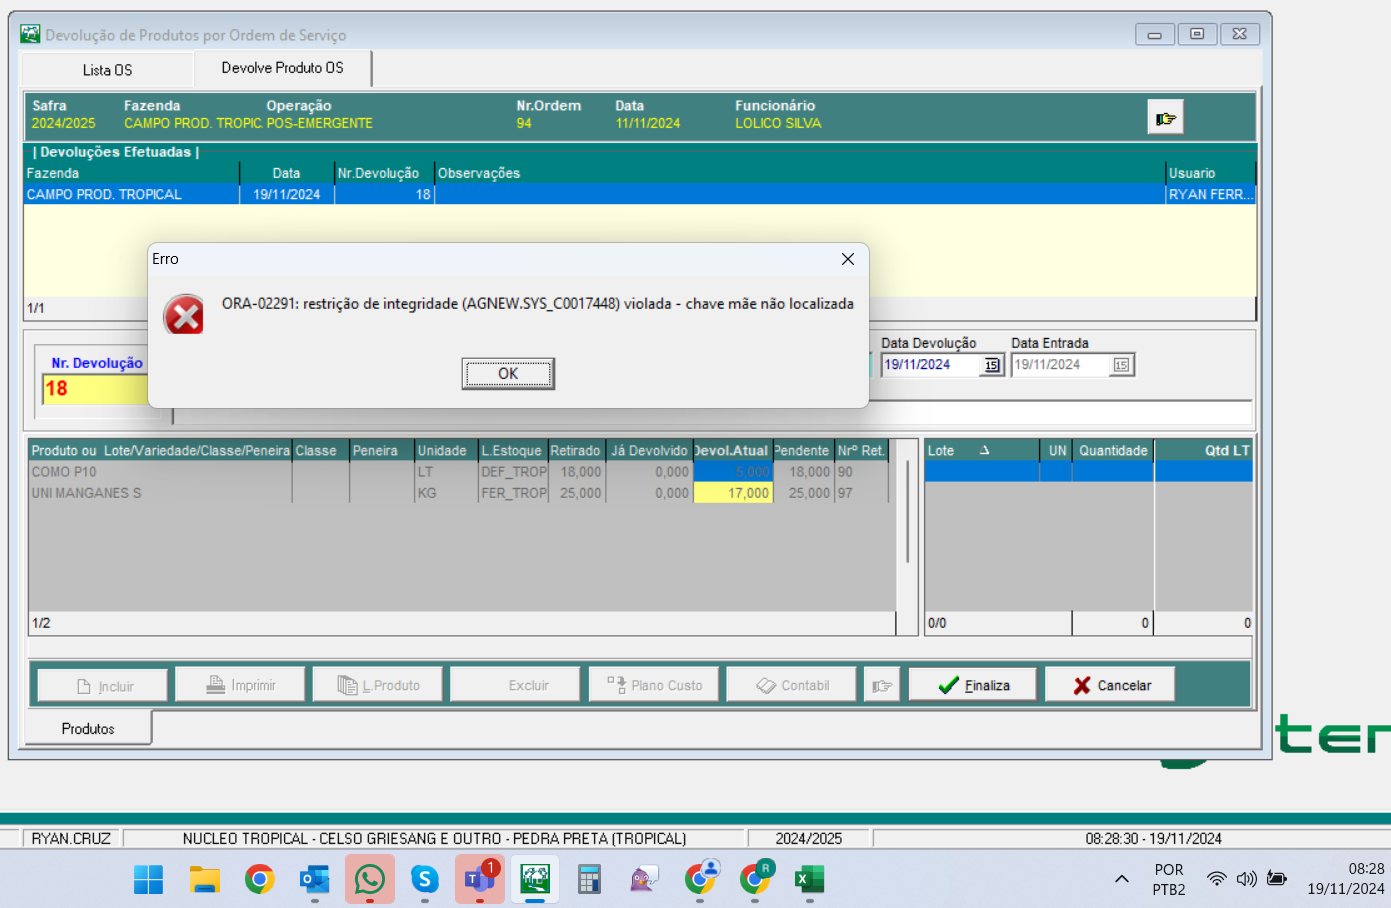 Devolução de Produtos por Ordem de Serviço
Lista OS
Devolve Produto OS
Safra Fazenda Operação Nr.Ordem Data Funcionário
2024/2025 CAMPO PROD. TROPIC. POS-EMERGENTE 94 11/11/2024 LOLICO SILVA
| Devoluções Efetuadas |
Fazenda Data Nr.Devolução Observações Usuario
CAMPO PROD. TROPICAL 19/11/2024 18 RYAN FERR...
1/1
Erro
ORA-02291: restrição de integridade (AGNEW.SYS_C0017448) violada - chave mãe não localizada
OK
Nr. Devolução
18
Data Devolução Data Entrada
19/11/2024 15 19/11/2024 15
Produto ou Lote/Variedade/Classe/Peneira Classe Peneira Unidade L.Estoque Retirado Já Devolvido Devol.Atual Pendente Nrº Ret.
COMO P10 LT DEF_TROP 18,000 0,000 5,000 18,000 90
UNI MANGANES S KG FER_TROP 25,000 0,000 17,000 25,000 97
1/2
Lote UN Quantidade Qtd LT
0/0 0 0
Incluir Imprimir L.Produto Excluir Plano Custo Contabil Finaliza Cancelar
Produtos
ter
RYAN.CRUZ NUCLEO TROPICAL - CELSO GRIESANG E OUTRO - PEDRA PRETA (TROPICAL) 2024/2025 08:28:30 - 19/11/2024
1
R
POR
PTB2
08:28
19/11/2024